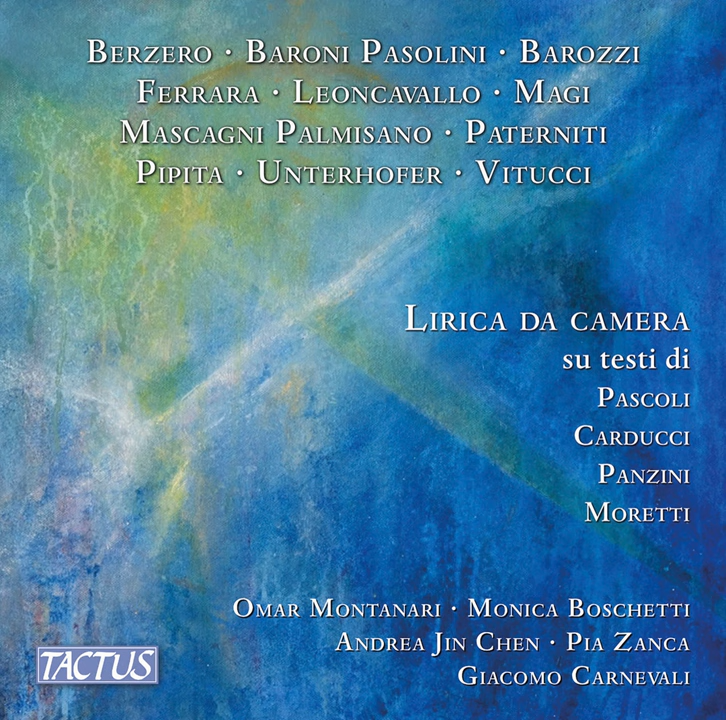 Berzero · Baroni Pasolini · Barozzi
Ferrara · Leoncavallo · Magi
Mascagni Palmisano · Paterniti
Pipita · Unterhofer · Vitucci
Lirica da camera
su testi di
Pascoli
Carducci
Panzini
Moretti
Omar Montanari · Monica Boschetti
Andrea Jin Chen · Pia Zanca
Giacomo Carnevali
TACTUS